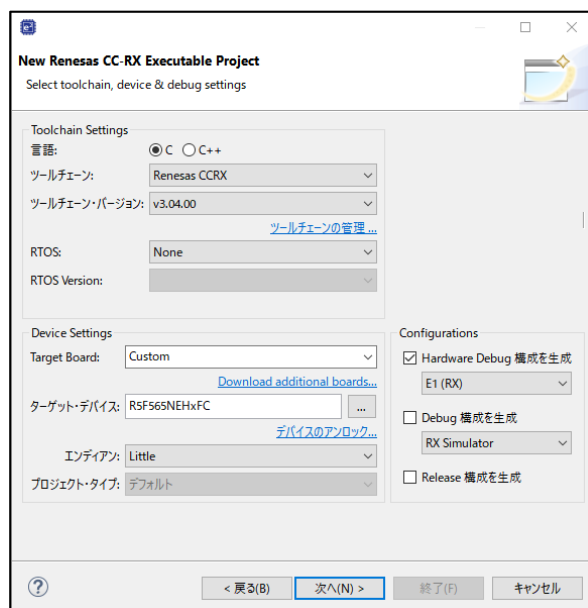 New Renesas CC-RX Executable Project
Select toolchain, device & debug settings
Toolchain Settings
言語: C C++
ツールチェーン: Renesas CCRX
ツールチェーン・バージョン: v3.04.00
ツールチェーンの管理 ...
RTOS: None
RTOS Version:
Device Settings
Target Board: Custom
Download additional boards...
ターゲット・デバイス: R5F565NEHxFC ...
デバイスのアンロック...
エンディアン: Little
プロジェクト・タイプ: デフォルト
Configurations
Hardware Debug 構成を生成
E1 (RX)
Debug 構成を生成
RX Simulator
Release 構成を生成
? < 戻る(B) 次へ(N) > 終了(F) キャンセル